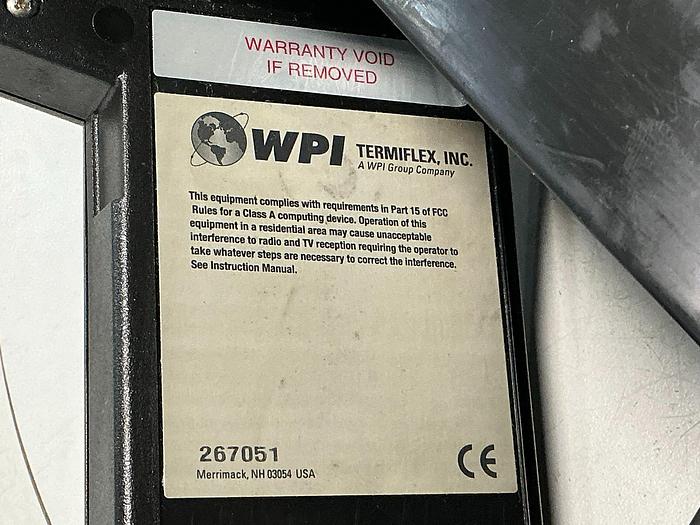 WARRANTY VOID
IF REMOVED
WPI TERMIFLEX, INC.
A WPI Group Company
This equipment complies with requirements in Part 15 of FCC
Rules for a Class A computing device. Operation of this
equipment in a residential area may cause unacceptable
interference to radio and TV reception requiring the operator to
take whatever steps are necessary to correct the interference.
See Instruction Manual.
267051
Merrimack, NH 03054 USA
CE